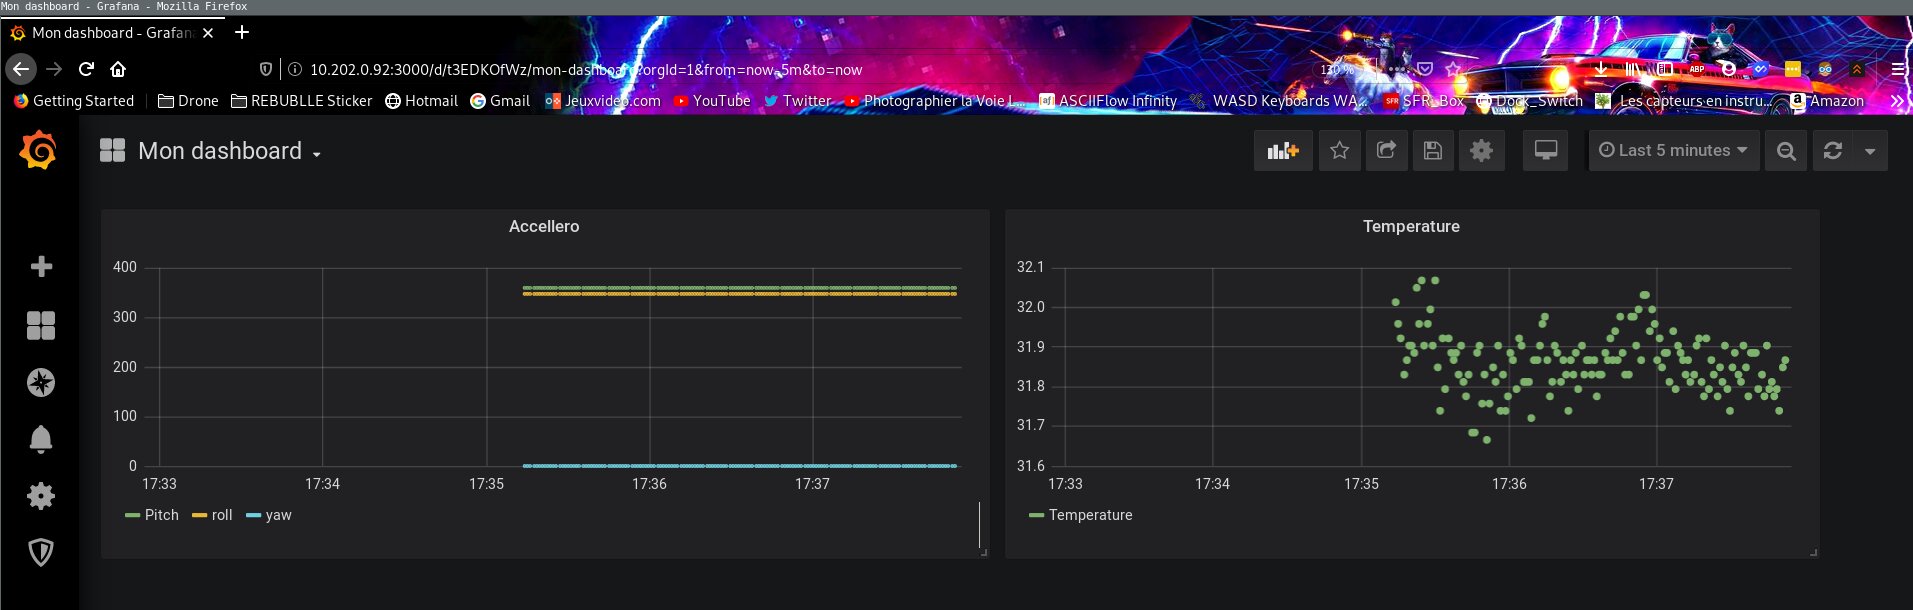 Mon dashboard - Grafana - Mozilla Firefox
Mon dashboard - Grafana
10.202.0.92:3000/d/t3EDKOfWz/mon-dashboard?orgId=1&from=now-5m&to=now
130 %
ABP
Getting Started Drone REBUBLLE Sticker Hotmail Gmail Jeuxvideo.com YouTube Twitter Photographier la Voie L… ASCIIFlow Infinity WASD Keyboards WA… SFR_Box Dock_Switch Les capteurs en instru… Amazon
Mon dashboard
Last 5 minutes
Accellero
400
300
200
100
0
17:33 17:34 17:35 17:36 17:37
Pitch roll yaw
Temperature
32.1
32.0
31.9
31.8
31.7
31.6
17:33 17:34 17:35 17:36 17:37
Temperature